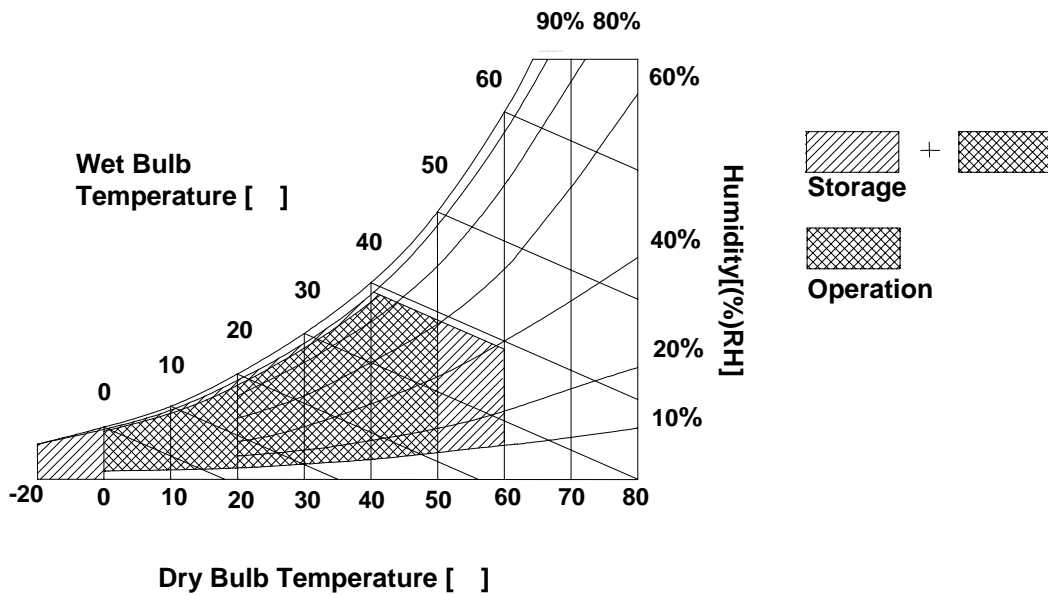 90% 80%
60
60%
50
Wet Bulb
Temperature [ ]
40
40%
30
20
20%
10
10%
0
Humidity[(%)RH]
-20 0 10 20 30 40 50 60 70 80
Dry Bulb Temperature [ ]
+
Storage
Operation